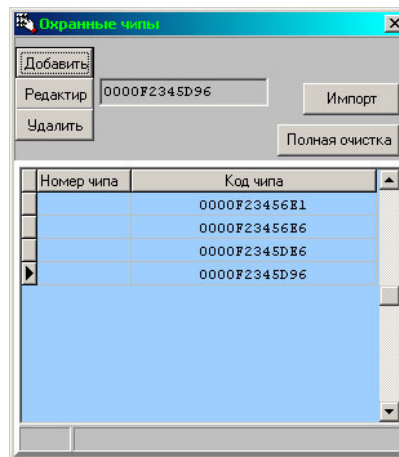 Охранные чипы
Добавить
Редактир 0000F2345D96 Импорт
Удалить
Полная очистка
Номер чипа Код чипа
0000F23456E1
0000F23456E6
0000F2345DE6
0000F2345D96